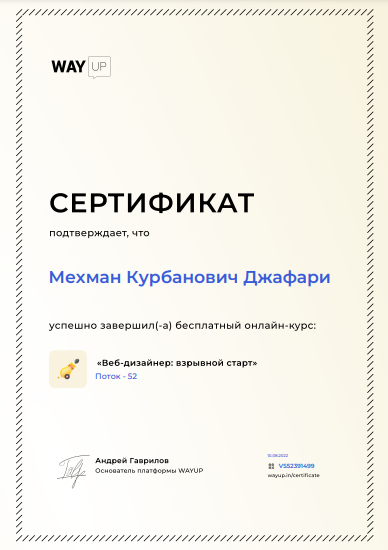 WAY UP
СЕРТИФИКАТ
подтверждает, что
Мехман Курбанович Джафари
успешно завершил(-а) бесплатный онлайн-курс:
«Веб-дизайнер: взрывной старт»
Поток - 52
Андрей Гаврилов
Основатель платформы WAYUP
10.08.2022
VS52391499
wayup.in/certificate